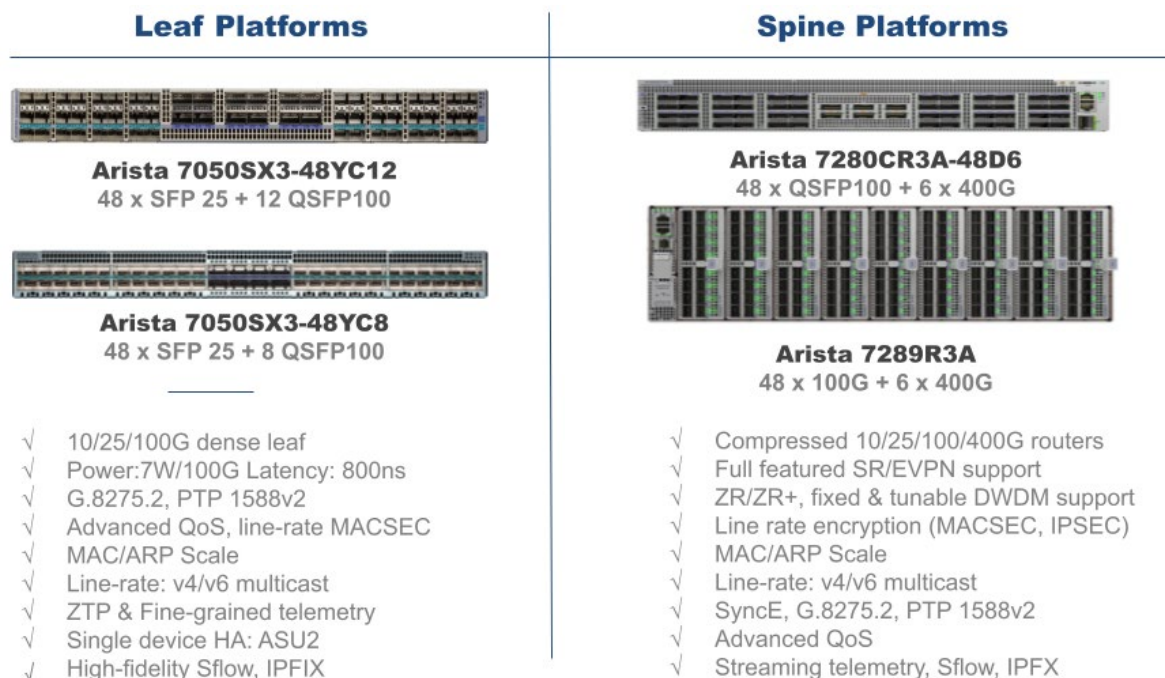 Leaf Platforms
Arista 7050SX3-48YC12
48 x SFP 25 + 12 QSFP100
Arista 7050SX3-48YC8
48 x SFP 25 + 8 QSFP100
√ 10/25/100G dense leaf
√ Power:7W/100G Latency: 800ns
√ G.8275.2, PTP 1588v2
√ Advanced QoS, line-rate MACSEC
√ MAC/ARP Scale
√ Line-rate: v4/v6 multicast
√ ZTP & Fine-grained telemetry
√ Single device HA: ASU2
√ High-fidelity Sflow, IPFIX
Spine Platforms
Arista 7280CR3A-48D6
48 x QSFP100 + 6 x 400G
Arista 7289R3A
48 x 100G + 6 x 400G
√ Compressed 10/25/100/400G routers
√ Full featured SR/EVPN support
√ ZR/ZR+, fixed & tunable DWDM support
√ Line rate encryption (MACSEC, IPSEC)
√ MAC/ARP Scale
√ Line-rate: v4/v6 multicast
√ SyncE, G.8275.2, PTP 1588v2
√ Advanced QoS
√ Streaming telemetry, Sflow, IPFX